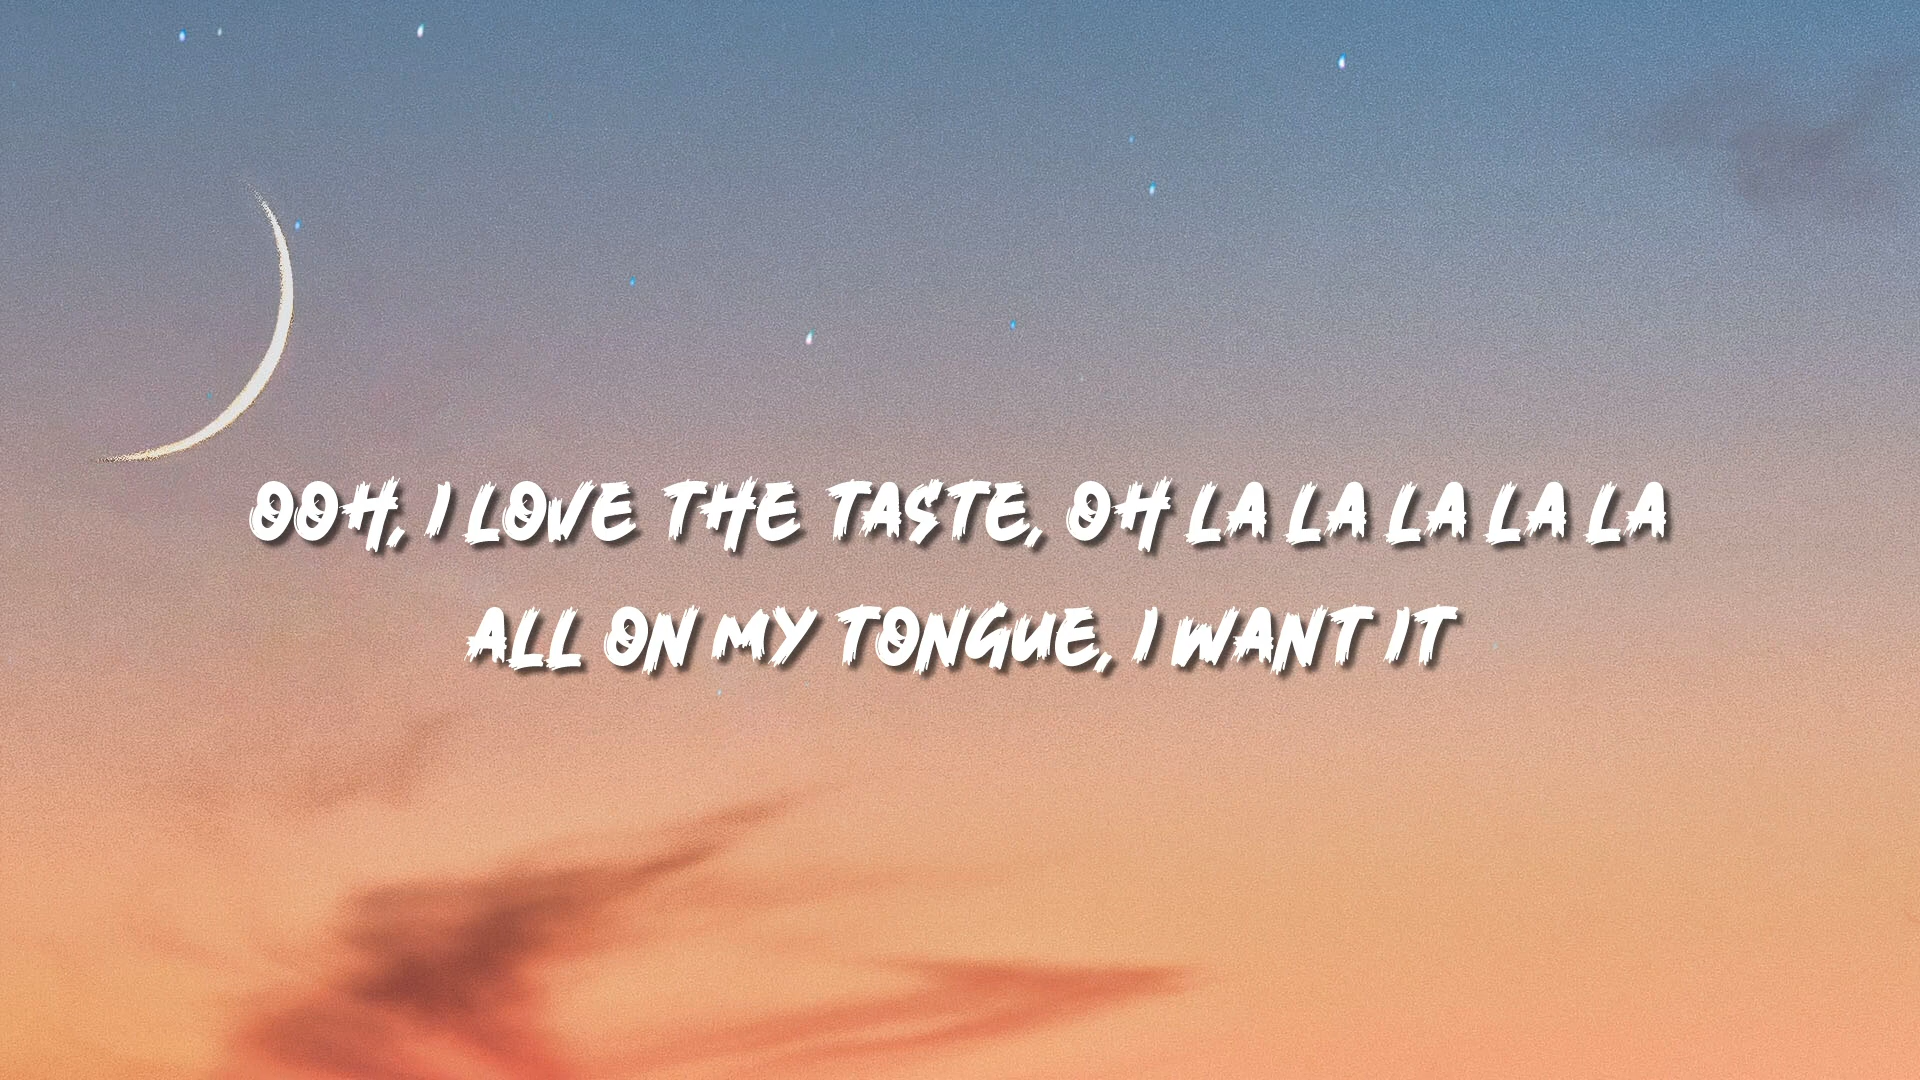 OOH, I LOVE THE TASTE, OH LA LA LA LA LA
ALL ON MY TONGUE, I WANT IT